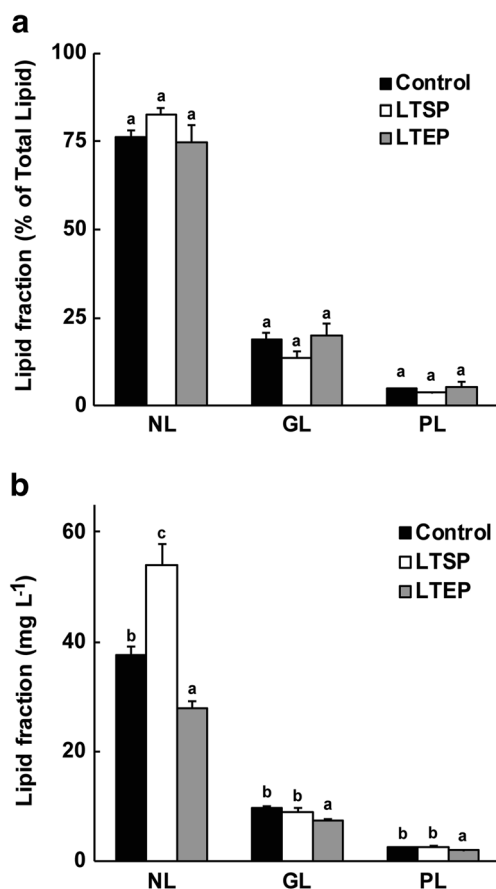 a
100
75
50
25
0
Lipid fraction (% of Total Lipid)
Control
LTSP
LTEP
a a a
a a a
a a a
NL GL PL
b
60
40
20
0
Lipid fraction (mg L-1)
Control
LTSP
LTEP
b c a
b b a
b b a
NL GL PL